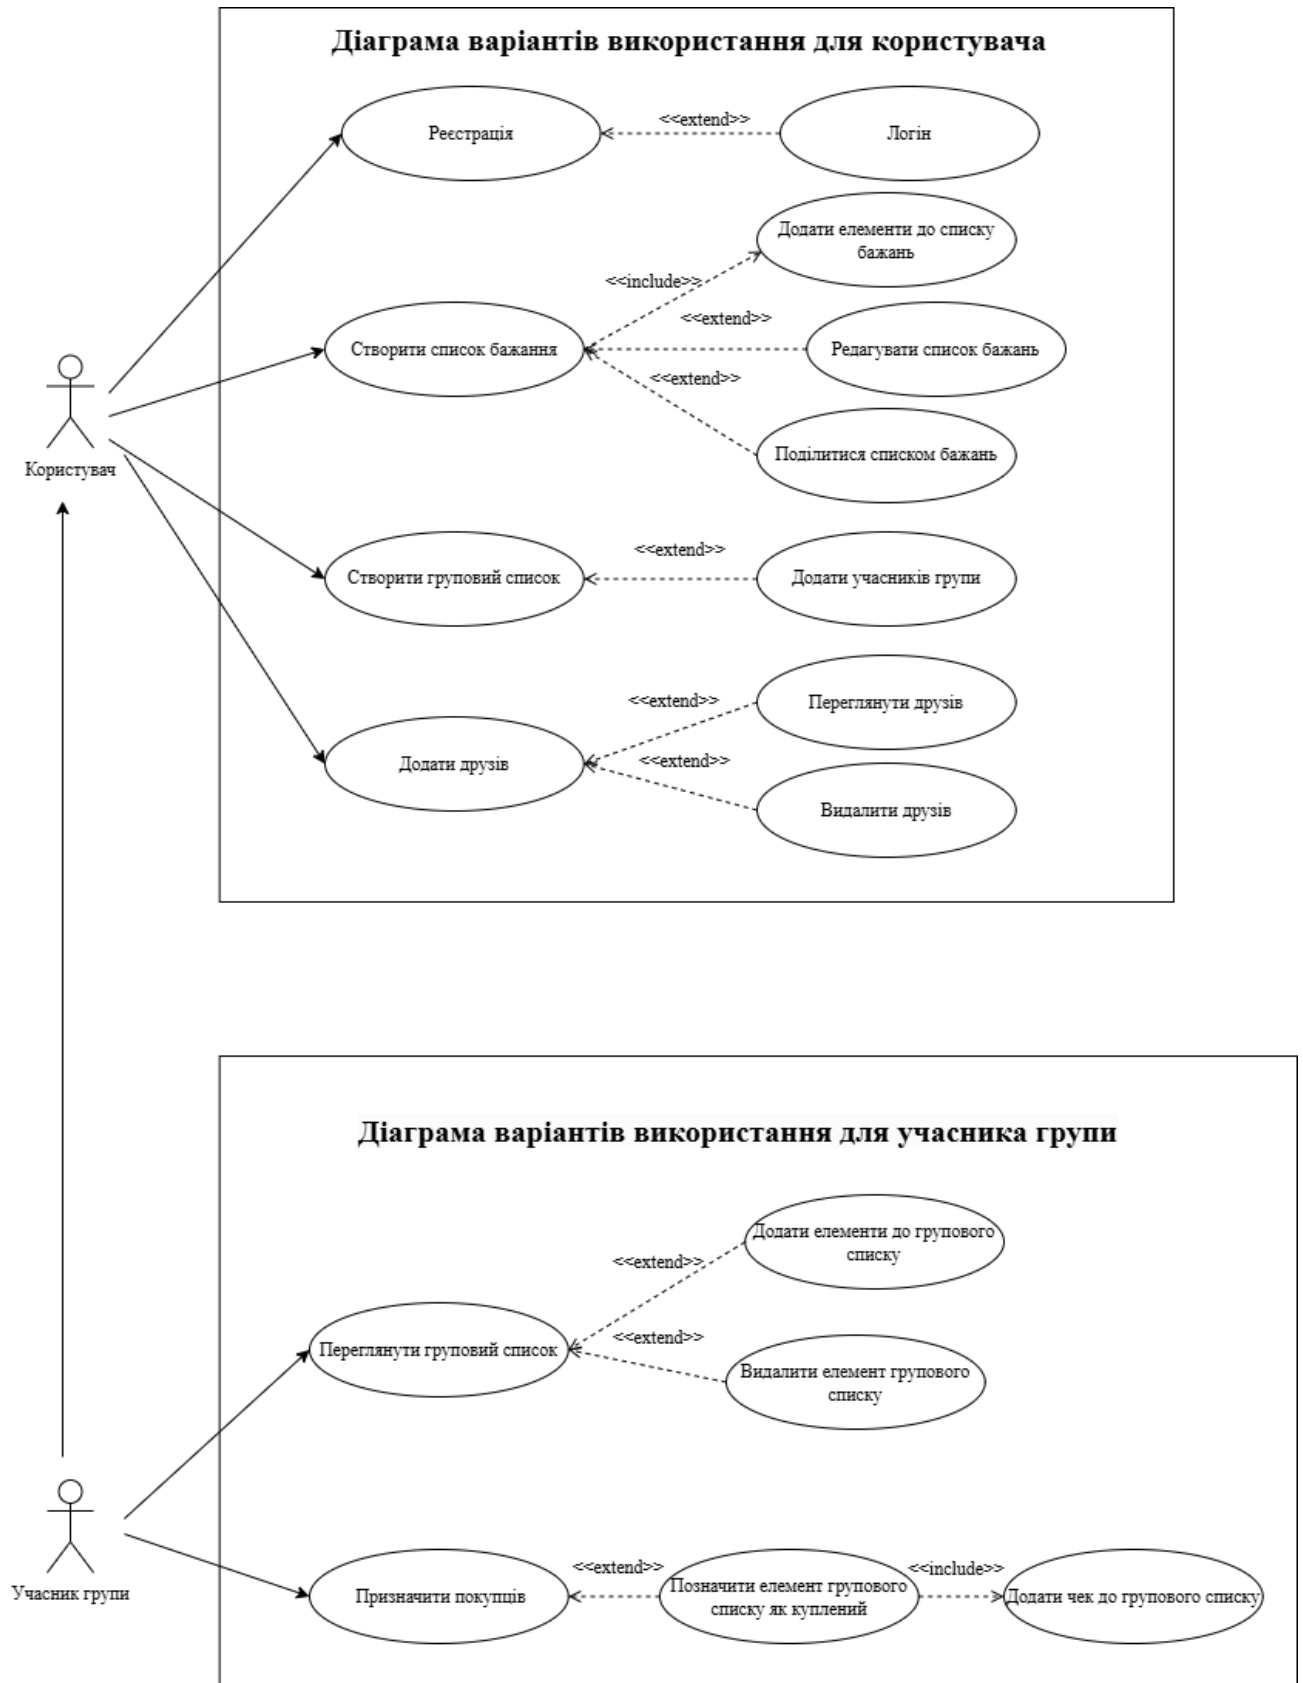 Діаграма варіантів використання для користувача
Реєстрація
<<extend>>
Логін
Додати елементи до списку
бажань
<<include>>
<<extend>>
Створити список бажання
Редагувати список бажань
<<extend>>
Поділитися списком бажань
Користувач
<<extend>>
Створити груповий список
Додати учасників групи
<<extend>>
Переглянути друзів
Додати друзів
<<extend>>
Видалити друзів
Діаграма варіантів використання для учасника групи
Додати елементи до групового
списку
<<extend>>
<<extend>>
Переглянути груповий список
Видалити елемент групового
списку
Учасник групи
Призначити покупців
<<extend>>
Позначити елемент групового
списку як куплений
<<include>>
Додати чек до групового списку